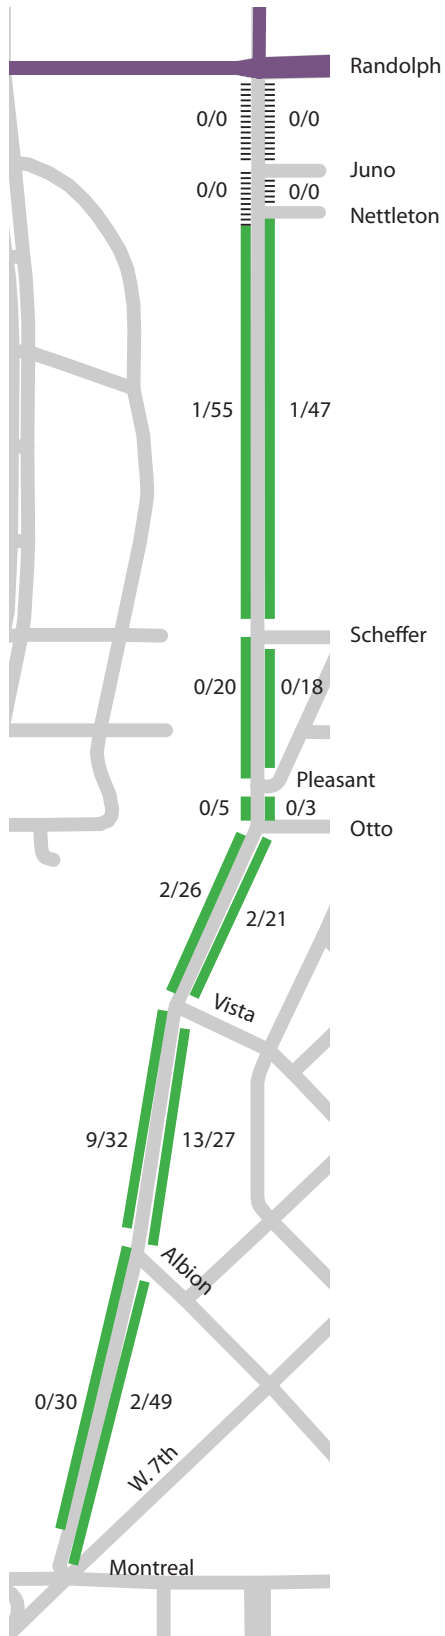 Randolph
0/0 0/0
Juno
0/0 0/0
Nettleton
1/55 1/47
Scheffer
0/20 0/18
Pleasant
0/5 0/3
Otto
2/26
2/21
Vista
9/32 13/27
Albion
0/30 2/49
W. 7th
Montreal